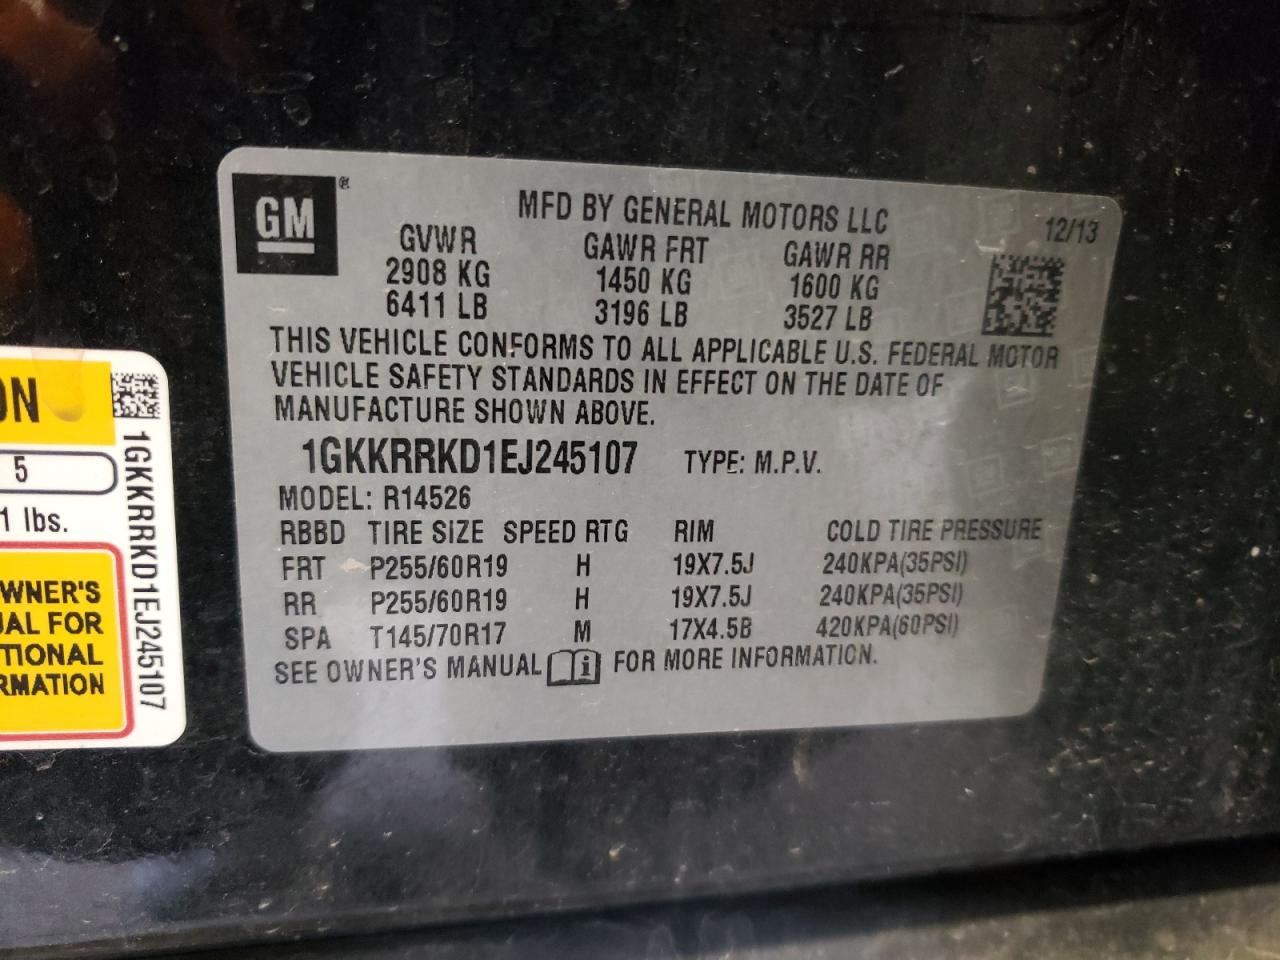 GM ®
MFD BY GENERAL MOTORS LLC
12/13
GVWR GAWR FRT GAWR RR
2908 KG 1450 KG 1600 KG
6411 LB 3196 LB 3527 LB
THIS VEHICLE CONFORMS TO ALL APPLICABLE U.S. FEDERAL MOTOR
VEHICLE SAFETY STANDARDS IN EFFECT ON THE DATE OF
MANUFACTURE SHOWN ABOVE.
1GKKRRKD1EJ245107 TYPE: M.P.V.
MODEL: R14526
RBBD TIRE SIZE SPEED RTG RIM COLD TIRE PRESSURE
FRT P255/60R19 H 19X7.5J 240KPA(35PSI)
RR P255/60R19 H 19X7.5J 240KPA(35PSI)
SPA T145/70R17 M 17X4.5B 420KPA(60PSI)
SEE OWNER'S MANUAL i FOR MORE INFORMATION.
ON
5
1 lbs.
WNER'S
UAL FOR
TIONAL
RMATION
1GKKRRKD1EJ245107